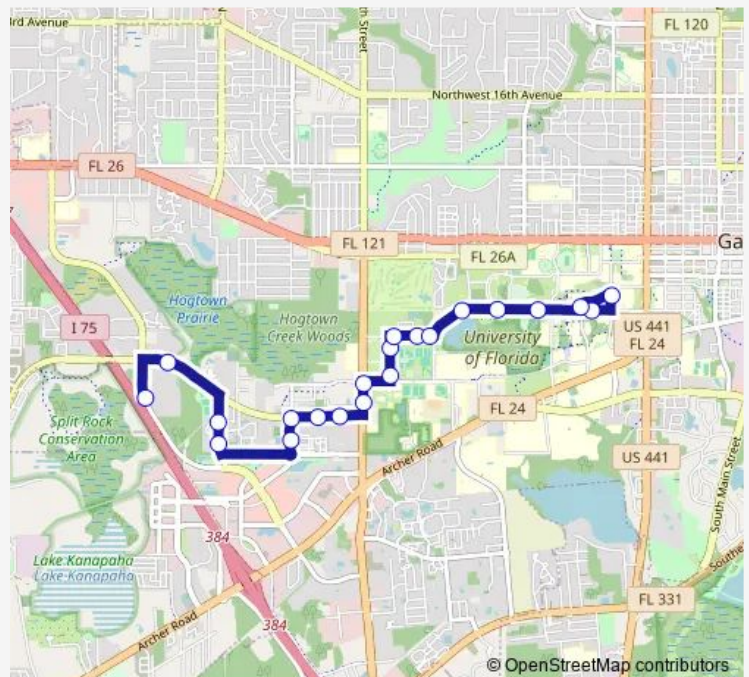 3rd Avenue
th Street
FL 120
Northwest 16th Avenue
FL 26
FL 121
Ga
FL 26A
Hogtown
Prairie
Hogtown
Creek Woods
I 75
University
of Florida
US 441
FL 24
Split Rock
Conservation
Area
FL 24
Archer Road
US 441
South Main Street
384
Lake Kanapaha
Lake Kanapaha
Southe
FL 331
384
Archer Road
© OpenStreetMap contributors